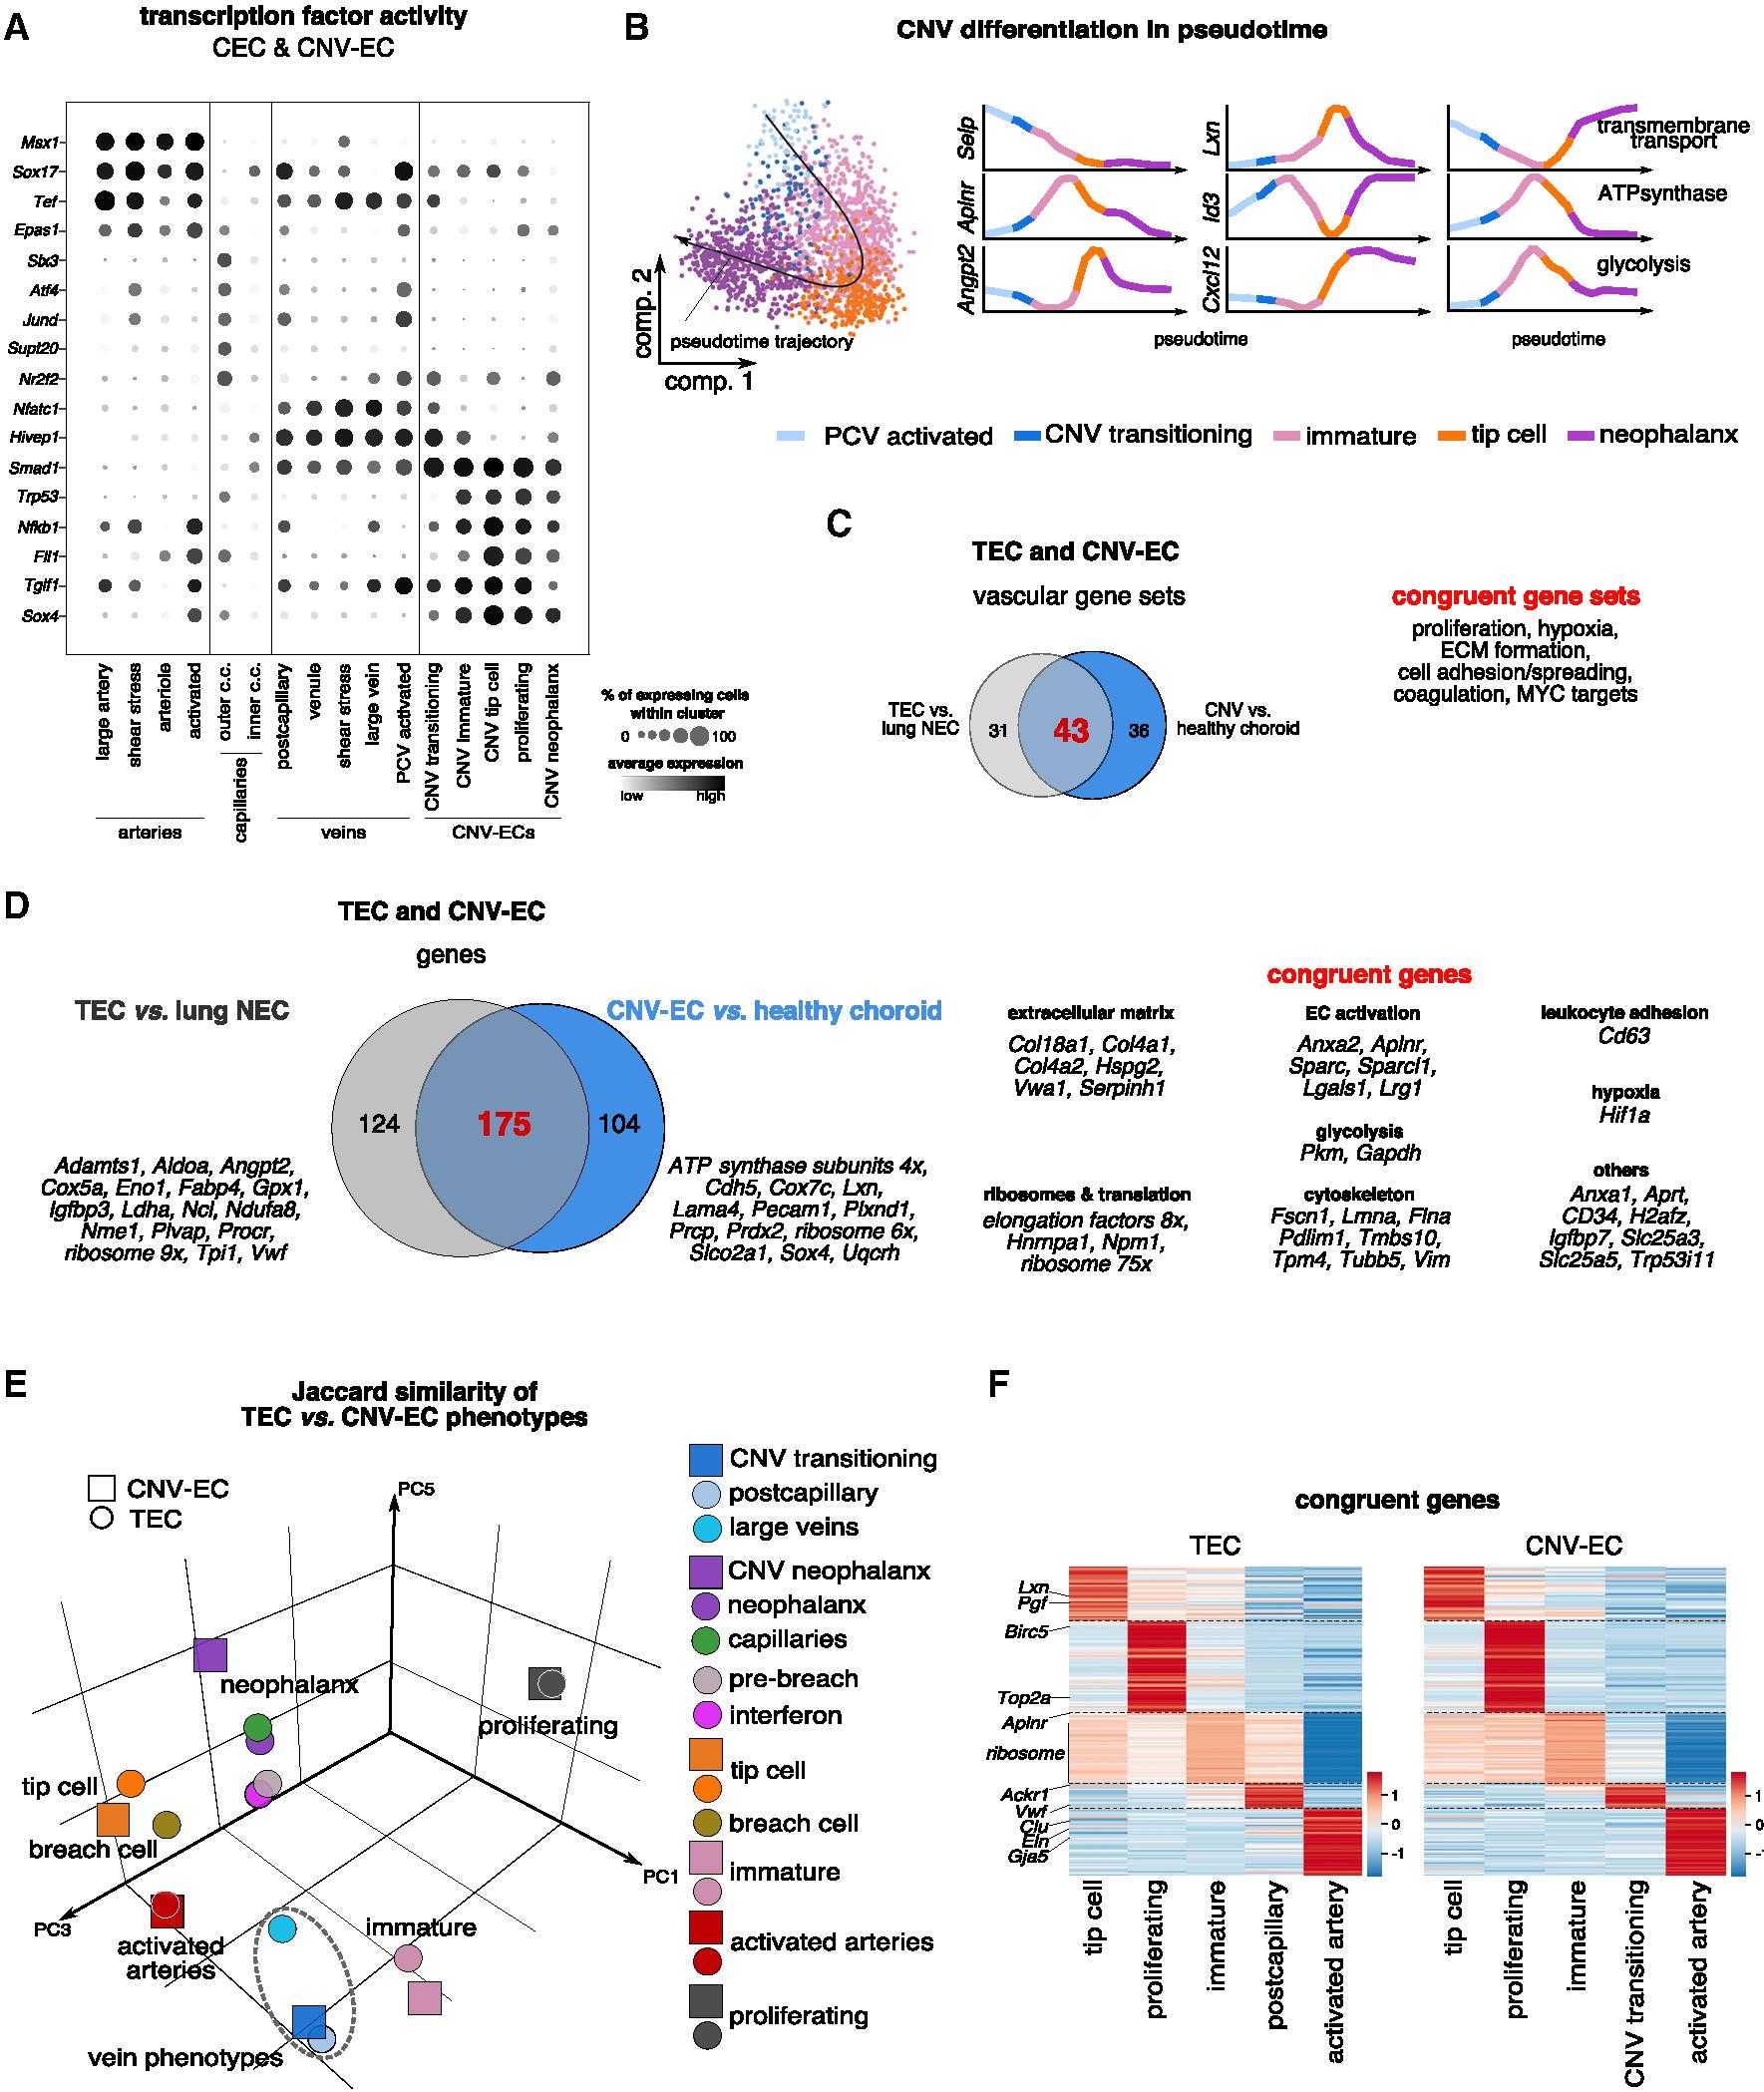 A
transcription factor activity
CEC & CNV-EC
Msx1
Sox17
Tef
Epas1
Six3
Atf4
Jund
Supt20
Nr2f2
Nfatc1
Hivep1
Smad1
Trp53
Nfkb1
Fli1
Tgif1
Sox4
large artery
shear stress
arteriole
activated
outer c.c.
inner c.c.
postcapillary
venule
shear stress
large vein
PCV activated
CNV transitioning
CNV immature
CNV tip cell
proliferating
CNV neophalanx
arteries
capillaries
veins
CNV-ECs
% of expressing cells
within cluster
0
100
average expression
low
high
B
CNV differentiation in pseudotime
comp. 2
comp. 1
pseudotime trajectory
Selp
Aplnr
Angpt2
Lxn
Id3
Cxcl12
transmembrane
transport
ATPsynthase
glycolysis
pseudotime
pseudotime
PCV activated
CNV transitioning
immature
tip cell
neophalanx
C
TEC and CNV-EC
vascular gene sets
TEC vs.
lung NEC
31
43
36
CNV vs.
healthy choroid
congruent gene sets
proliferation, hypoxia,
ECM formation,
cell adhesion/spreading,
coagulation, MYC targets
D
TEC and CNV-EC
genes
TEC vs. lung NEC
CNV-EC vs. healthy choroid
124
175
104
Adamts1, Aldoa, Angpt2,
Cox5a, Eno1, Fabp4, Gpx1,
Igfbp3, Ldha, Ncl, Ndufa8,
Nme1, Plvap, Procr,
ribosome 9x, Tpi1, Vwf
ATP synthase subunits 4x,
Cdh5, Cox7c, Lxn,
Lama4, Pecam1, Plxnd1,
Prcp, Prdx2, ribosome 6x,
Slco2a1, Sox4, Uqcrh
congruent genes
extracellular matrix
Col18a1, Col4a1,
Col4a2, Hspg2,
Vwa1, Serpinh1
ribosomes & translation
elongation factors 8x,
Hnrnpa1, Npm1,
ribosome 75x
EC activation
Anxa2, Aplnr,
Sparc, Sparcl1,
Lgals1, Lrg1
glycolysis
Pkm, Gapdh
cytoskeleton
Fscn1, Lmna, Flna
Pdlim1, Tmbs10,
Tpm4, Tubb5, Vim
leukocyte adhesion
Cd63
hypoxia
Hif1a
others
Anxa1, Aprt,
CD34, H2afz,
Igfbp7, Slc25a3,
Slc25a5, Trp53i11
E
Jaccard similarity of
TEC vs. CNV-EC phenotypes
CNV-EC
TEC
PC5
PC1
PC3
neophalanx
proliferating
tip cell
breach cell
activated
arteries
immature
vein phenotypes
CNV transitioning
postcapillary
large veins
CNV neophalanx
neophalanx
capillaries
pre-breach
interferon
tip cell
breach cell
immature
activated arteries
proliferating
F
congruent genes
TEC
CNV-EC
Lxn
Pgf
Birc5
Top2a
Aplnr
ribosome
Ackr1
Vwf
Clu
Eln
Gja5
1
0
-1
1
0
-1
tip cell
proliferating
immature
postcapillary
activated artery
tip cell
proliferating
immature
CNV transitioning
activated artery